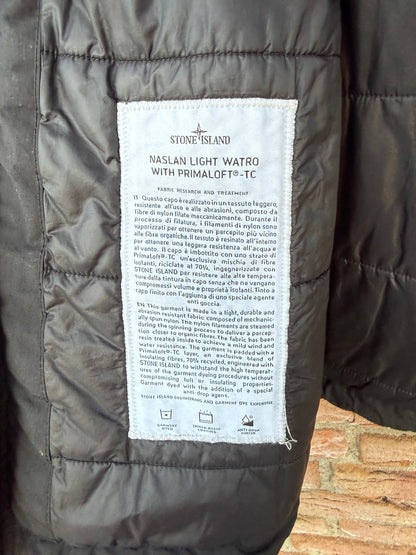 STONE ISLAND
NASLAN LIGHT WATRO
WITH PRIMALOFT®-TC
FABRIC RESEARCH AND TREATMENT
IT Questo capo è realizzato in un tessuto leggero,
resistente all'uso e alle abrasioni, composto da
fibre di nylon filate meccanicamente. Durante il
processo di filatura, i filamenti di nylon sono
vaporizzati per ottenere un percepito più vicino
alle fibre organiche. Il tessuto è resinato all'interno
per ottenere una leggera resistenza all'acqua e al
vento. Il capo è imbottito con uno strato di
Primaloft®-TC un'esclusiva mischia di fibre
isolanti, riciclate al 70%, ingegnerizzate con
STONE ISLAND per resistere alle alte tempera-
ture della tintura in capo senza che ne vengano
compromessi volume e proprietà isolanti. Tinto a
capo finito con l'aggiunta di uno speciale agente
anti goccia.
EN This garment is made in a light, durable and
abrasion resistant fabric composed of mechani-
cally spun nylon. The nylon filaments are steamed
during the spinning process to deliver a percep-
tion closer to organic fibres. The fabric has been
resin treated inside to achieve a mild wind and
water resistance. The garment is padded with a
Primaloft®-TC layer, an exclusive blend of
insulating fibres, 70% recycled, engineered with
STONE ISLAND to withstand the high temperat-
ures of the garment dyeing procedures without
compromising loft or insulating properties.
Garment dyed with the addition of a special
anti-drop agent.
STONE ISLAND ENGINEERING AND GARMENT DYE EXPERTISE
GARMENT
DYED
ANTI-DROP